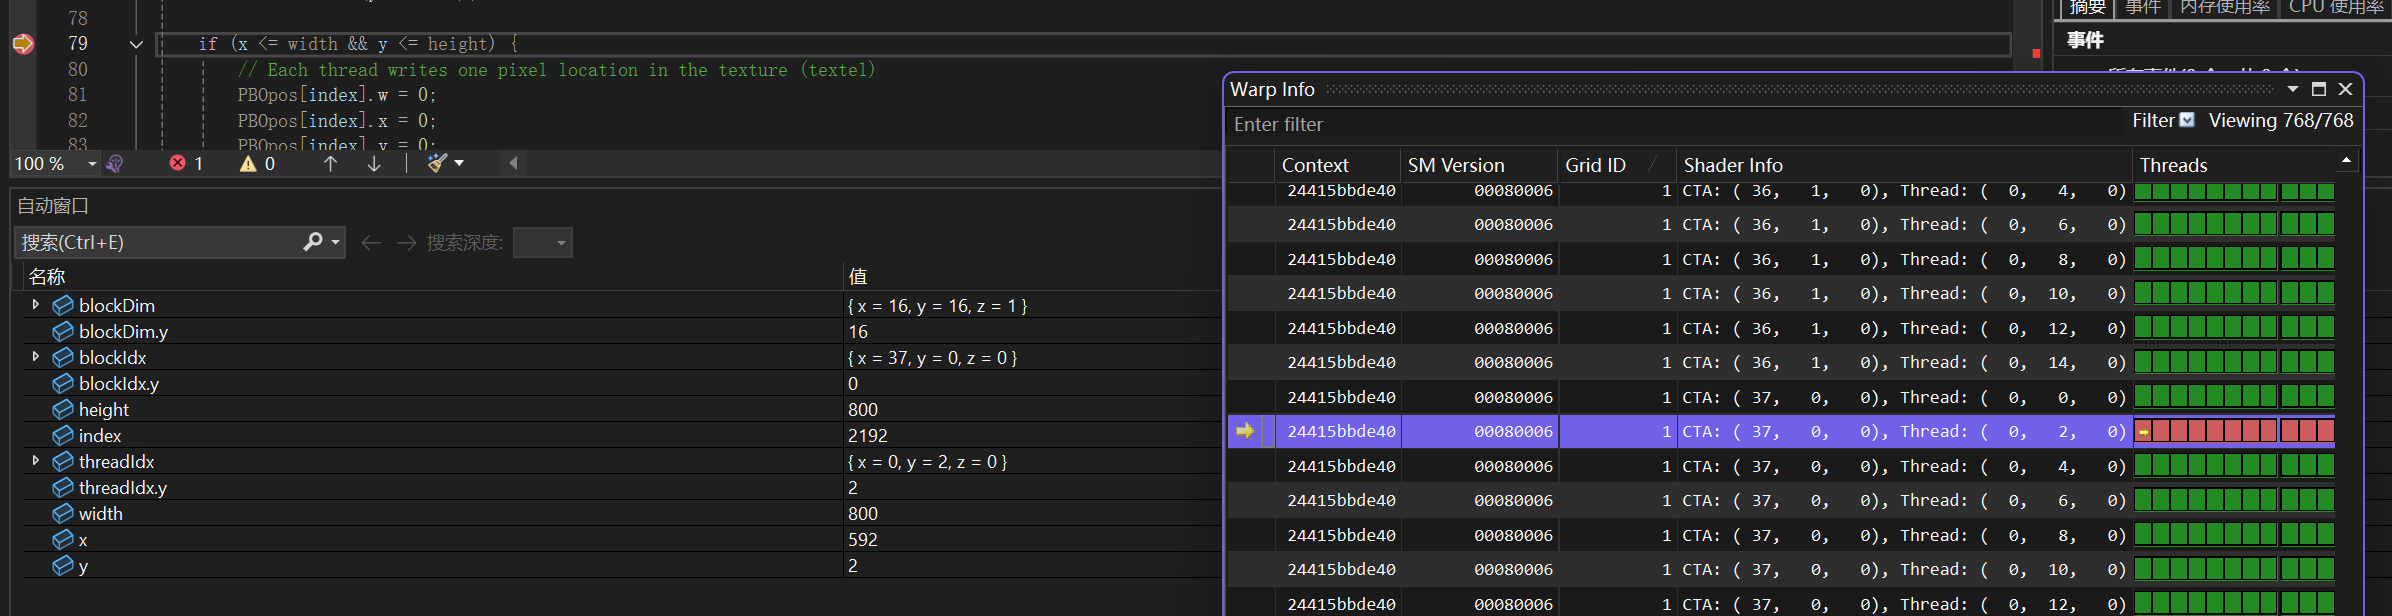 摘要 事件 内存使用率 CPU 使用率
事件
78
79 if (x <= width && y <= height) {
80 // Each thread writes one pixel location in the texture (textel)
81 PBOpos[index].w = 0;
82 PBOpos[index].x = 0;
83 PBOpos[index].y = 0;
100 % 1 0
自动窗口
搜索(Ctrl+E) 搜索深度:
名称 值
blockDim { x = 16, y = 16, z = 1 }
blockDim.y 16
blockIdx { x = 37, y = 0, z = 0 }
blockIdx.y 0
height 800
index 2192
threadIdx { x = 0, y = 2, z = 0 }
threadIdx.y 2
width 800
x 592
y 2
Warp Info
Enter filter Filter Viewing 768/768
Context SM Version Grid ID Shader Info Threads
24415bbde40 00080006 1 CTA: ( 36, 1, 0), Thread: ( 0, 4, 0)
24415bbde40 00080006 1 CTA: ( 36, 1, 0), Thread: ( 0, 6, 0)
24415bbde40 00080006 1 CTA: ( 36, 1, 0), Thread: ( 0, 8, 0)
24415bbde40 00080006 1 CTA: ( 36, 1, 0), Thread: ( 0, 10, 0)
24415bbde40 00080006 1 CTA: ( 36, 1, 0), Thread: ( 0, 12, 0)
24415bbde40 00080006 1 CTA: ( 36, 1, 0), Thread: ( 0, 14, 0)
24415bbde40 00080006 1 CTA: ( 37, 0, 0), Thread: ( 0, 0, 0)
24415bbde40 00080006 1 CTA: ( 37, 0, 0), Thread: ( 0, 2, 0)
24415bbde40 00080006 1 CTA: ( 37, 0, 0), Thread: ( 0, 4, 0)
24415bbde40 00080006 1 CTA: ( 37, 0, 0), Thread: ( 0, 6, 0)
24415bbde40 00080006 1 CTA: ( 37, 0, 0), Thread: ( 0, 8, 0)
24415bbde40 00080006 1 CTA: ( 37, 0, 0), Thread: ( 0, 10, 0)
24415bbde40 00080006 1 CTA: ( 37, 0, 0), Thread: ( 0, 12, 0)